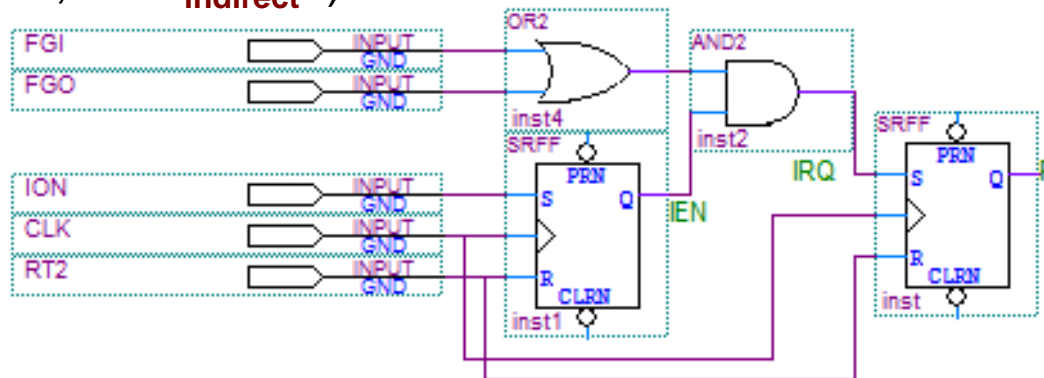 , indirect )
FGI INPUT GND
FGO INPUT GND
OR2
inst4
AND2
inst2
ION INPUT GND
CLK INPUT GND
RT2 INPUT GND
SRFF
PRN
S Q
R
CLRN
inst1
IEN
IRQ
SRFF
PRN
S Q
R
CLRN
inst